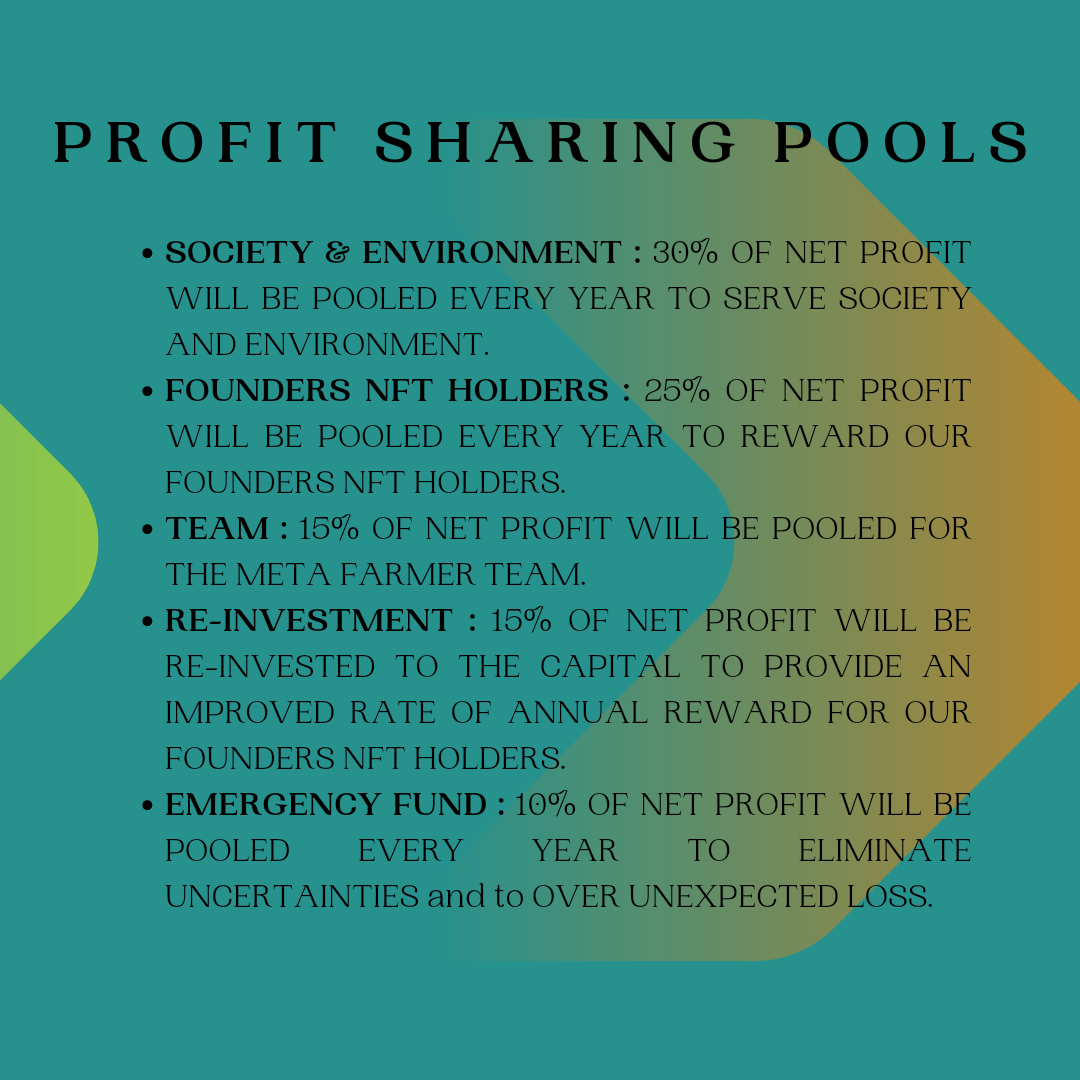 PROFIT SHARING POOLS
• SOCIETY & ENVIRONMENT : 30% OF NET PROFIT
WILL BE POOLED EVERY YEAR TO SERVE SOCIETY
AND ENVIRONMENT.
• FOUNDERS NFT HOLDERS : 25% OF NET PROFIT
WILL BE POOLED EVERY YEAR TO REWARD OUR
FOUNDERS NFT HOLDERS.
• TEAM : 15% OF NET PROFIT WILL BE POOLED FOR
THE META FARMER TEAM.
• RE-INVESTMENT : 15% OF NET PROFIT WILL BE
RE-INVESTED TO THE CAPITAL TO PROVIDE AN
IMPROVED RATE OF ANNUAL REWARD FOR OUR
FOUNDERS NFT HOLDERS.
• EMERGENCY FUND : 10% OF NET PROFIT WILL BE
POOLED EVERY YEAR TO ELIMINATE
UNCERTAINTIES and to OVER UNEXPECTED LOSS.